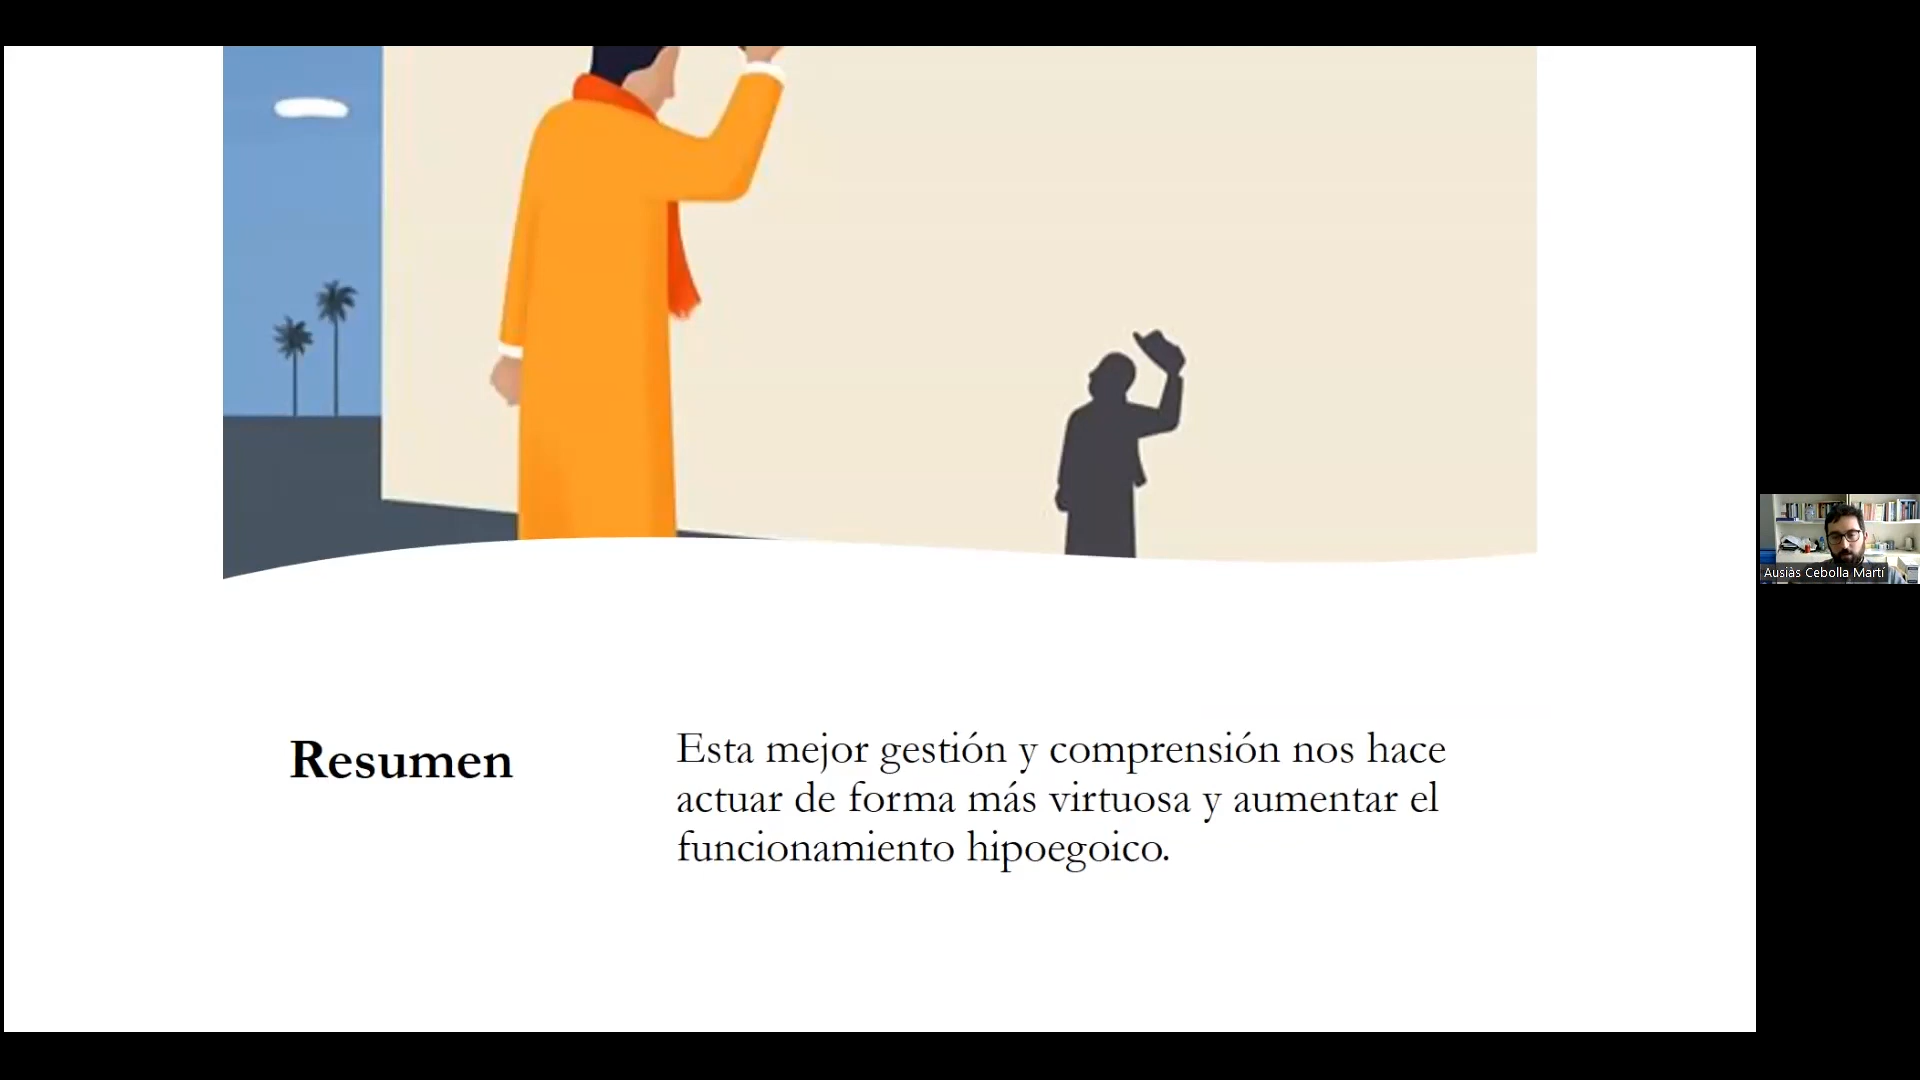 Resumen
Esta mejor gestión y comprensión nos hace
actuar de forma más virtuosa y aumentar el
funcionamiento hipoegoico.
Ausiàs Cebolla Martí